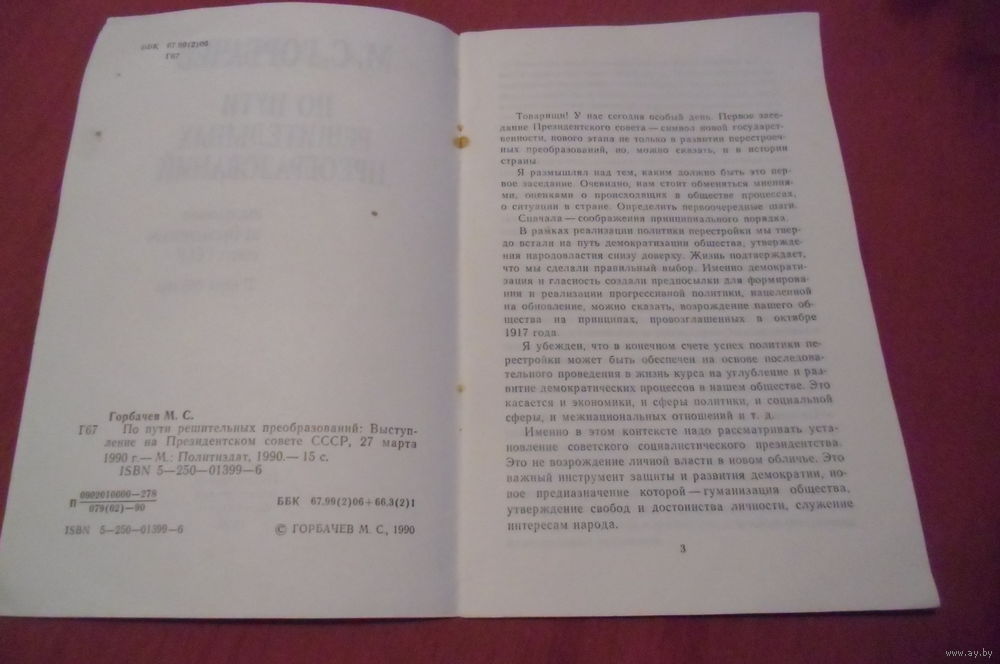 ББК 67.99(2)06
Г67
Горбачев М. С.
Г67 По пути решительных преобразований: Выступ-
ление на Президентском совете СССР, 27 марта
1990 г.— М.: Политиздат, 1990.— 15 с.
ISBN 5—250—01399—6
П 0902010000—278
079(02)—90
ББК 67.99(2)06+66.3(2)1
ISBN 5—250—01399—6
© ГОРБАЧЕВ М. С., 1990
Товарищи! У нас сегодня особый день. Первое засе-
дание Президентского совета — символ новой государст-
венности, нового этапа не только в развитии перестроеч-
ных преобразований, но, можно сказать, и в истории
страны.
Я размышлял над тем, каким должно быть это пер-
вое заседание. Очевидно, нам стоит обменяться мнения-
ми, оценками о происходящих в обществе процессах,
о ситуации в стране. Определить первоочередные шаги.
Сначала — соображения принципиального порядка.
В рамках реализации политики перестройки мы твер-
до встали на путь демократизации общества, утвержде-
ния народовластия снизу доверху. Жизнь подтверждает,
что мы сделали правильный выбор. Именно демократи-
зация и гласность создали предпосылки для формирова-
ния и реализации прогрессивной политики, нацеленной
на обновление, можно сказать, возрождение нашего об-
щества на принципах, провозглашенных в октябре
1917 года.
Я убежден, что в конечном счете успех политики пе-
рестройки может быть обеспечен на основе последова-
тельного проведения в жизнь курса на углубление и раз-
витие демократических процессов в нашем обществе. Это
касается и экономики, и сферы политики, и социальной
сферы, и межнациональных отношений и т. д.
Именно в этом контексте надо рассматривать уста-
новление советского социалистического президентства.
Это не возрождение личной власти в новом обличье. Это
важный инструмент защиты и развития демократии, но-
вое предназначение которой — гуманизация общества,
утверждение свобод и достоинства личности, служение
интересам народа.
3
www.ay.by